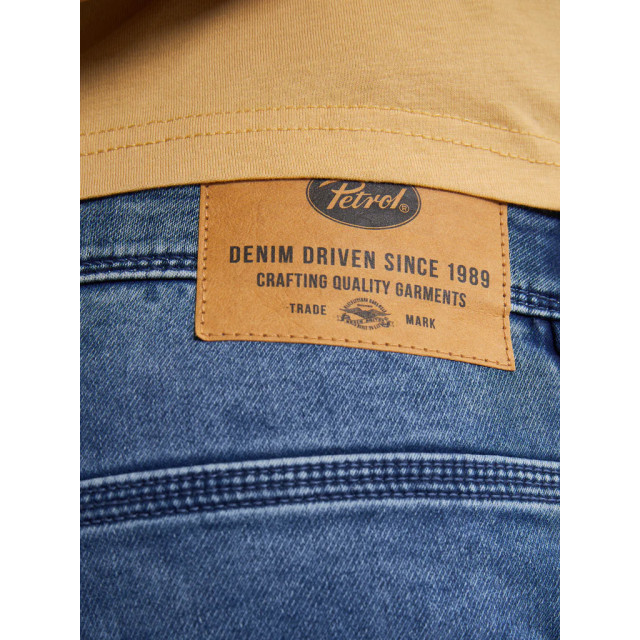 Petrol®
DENIM DRIVEN SINCE 1989
CRAFTING QUALITY GARMENTS
TRADE MARK